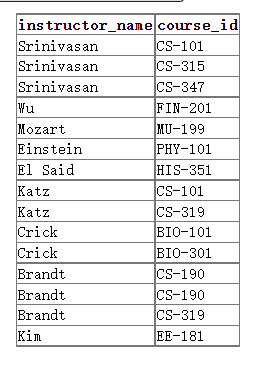 instructor_name course_id
Srinivasan CS-101
Srinivasan CS-315
Srinivasan CS-347
Wu FIN-201
Mozart MU-199
Einstein PHY-101
El Said HIS-351
Katz CS-101
Katz CS-319
Crick BIO-101
Crick BIO-301
Brandt CS-190
Brandt CS-190
Brandt CS-319
Kim EE-181